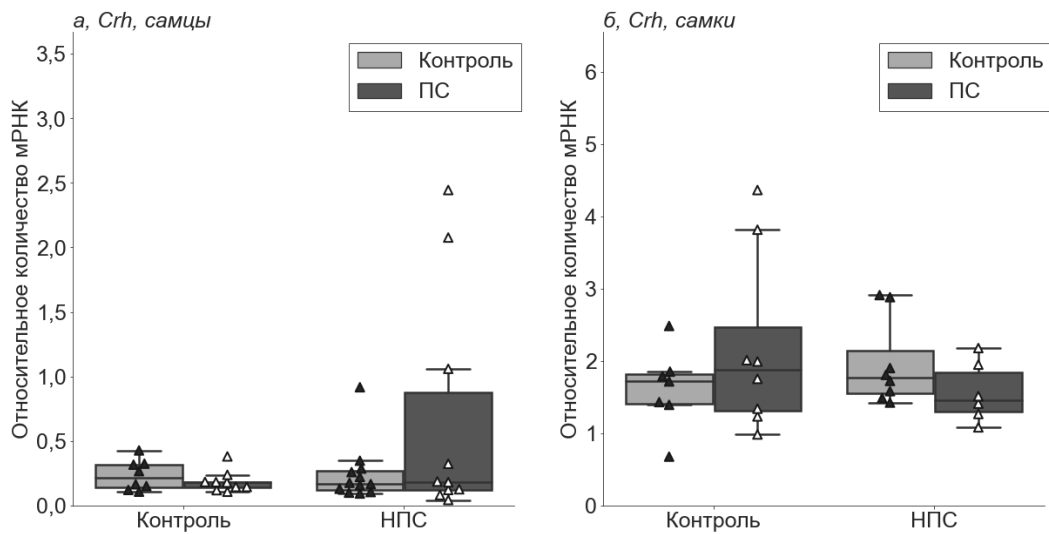 а, Crh, самцы
Относительное количество мРНК
3,5
3,0
2,5
2,0
1,5
1,0
0,5
0,0
Контроль
ПС
Контроль
НПС
б, Crh, самки
Относительное количество мРНК
6
5
4
3
2
1
0
Контроль
ПС
Контроль
НПС